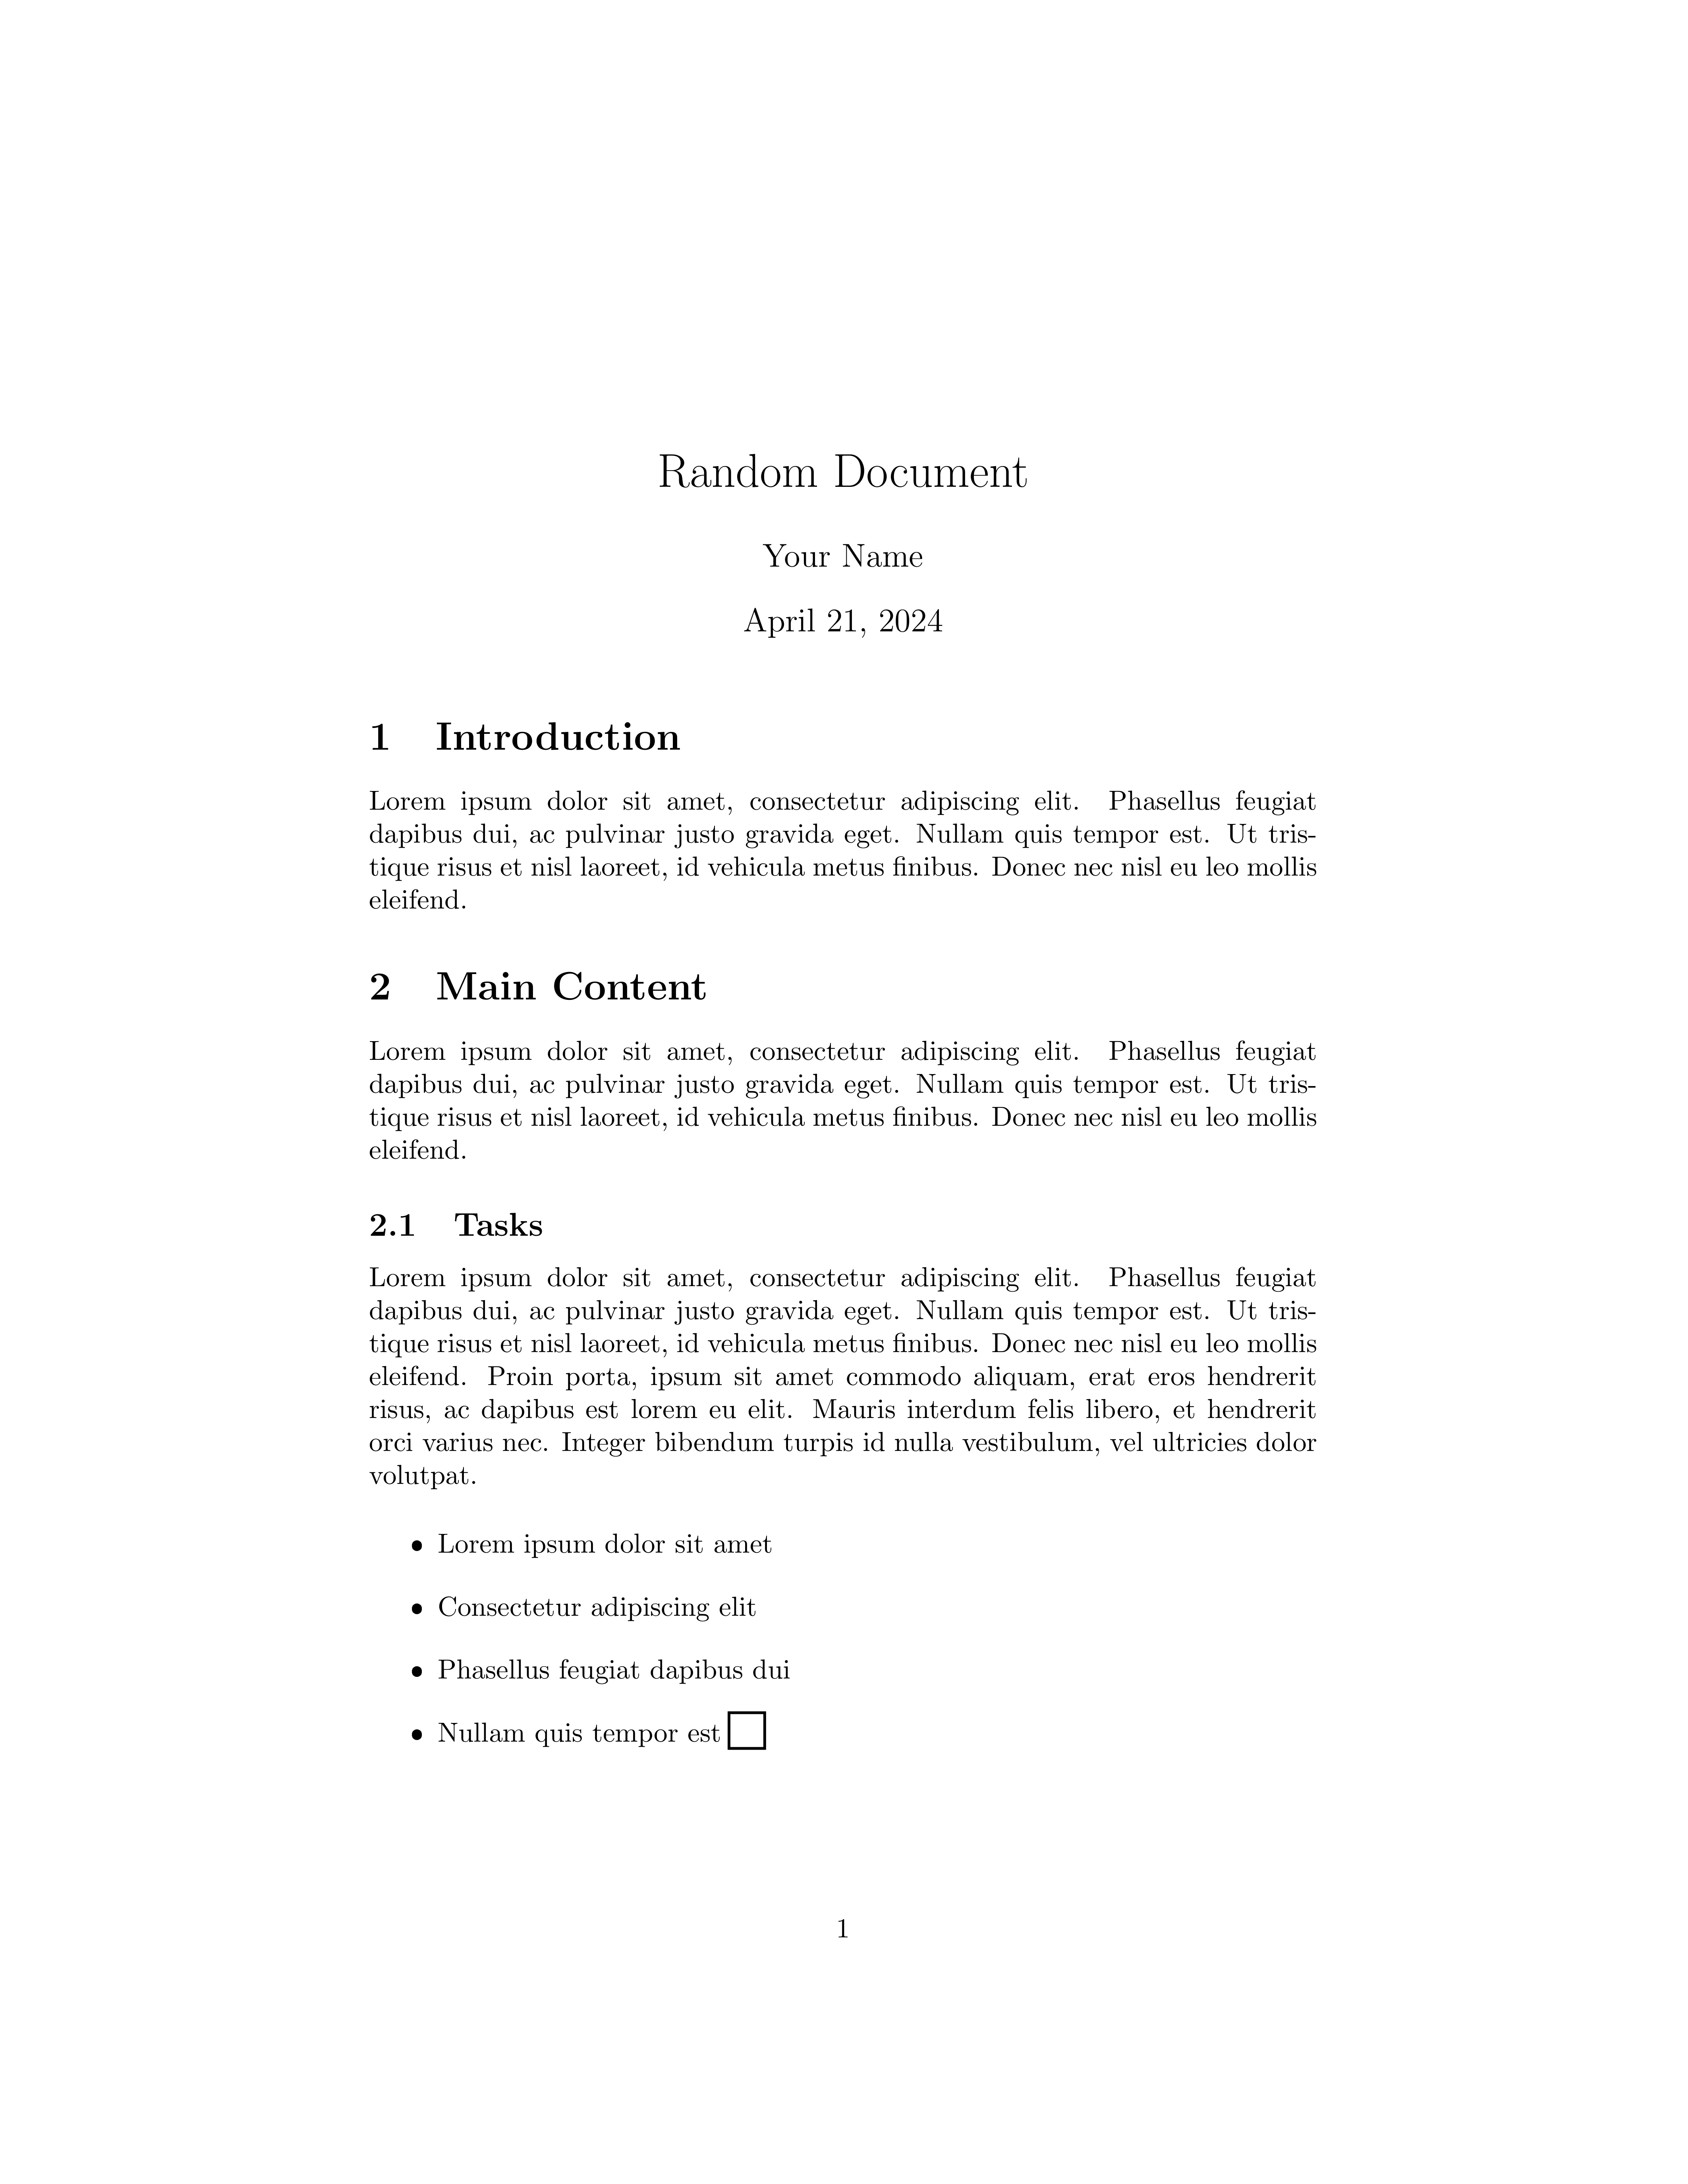 Random Document
Your Name
April 21, 2024
1 Introduction
Lorem ipsum dolor sit amet, consectetur adipiscing elit. Phasellus feugiat
dapibus dui, ac pulvinar justo gravida eget. Nullam quis tempor est. Ut tris-
tique risus et nisl laoreet, id vehicula metus finibus. Donec nec nisl eu leo mollis
eleifend.
2 Main Content
Lorem ipsum dolor sit amet, consectetur adipiscing elit. Phasellus feugiat
dapibus dui, ac pulvinar justo gravida eget. Nullam quis tempor est. Ut tris-
tique risus et nisl laoreet, id vehicula metus finibus. Donec nec nisl eu leo mollis
eleifend.
2.1 Tasks
Lorem ipsum dolor sit amet, consectetur adipiscing elit. Phasellus feugiat
dapibus dui, ac pulvinar justo gravida eget. Nullam quis tempor est. Ut tris-
tique risus et nisl laoreet, id vehicula metus finibus. Donec nec nisl eu leo mollis
eleifend. Proin porta, ipsum sit amet commodo aliquam, erat eros hendrerit
risus, ac dapibus est lorem eu elit. Mauris interdum felis libero, et hendrerit
orci varius nec. Integer bibendum turpis id nulla vestibulum, vel ultricies dolor
volutpat.
• Lorem ipsum dolor sit amet
• Consectetur adipiscing elit
• Phasellus feugiat dapibus dui
• Nullam quis tempor est □
1